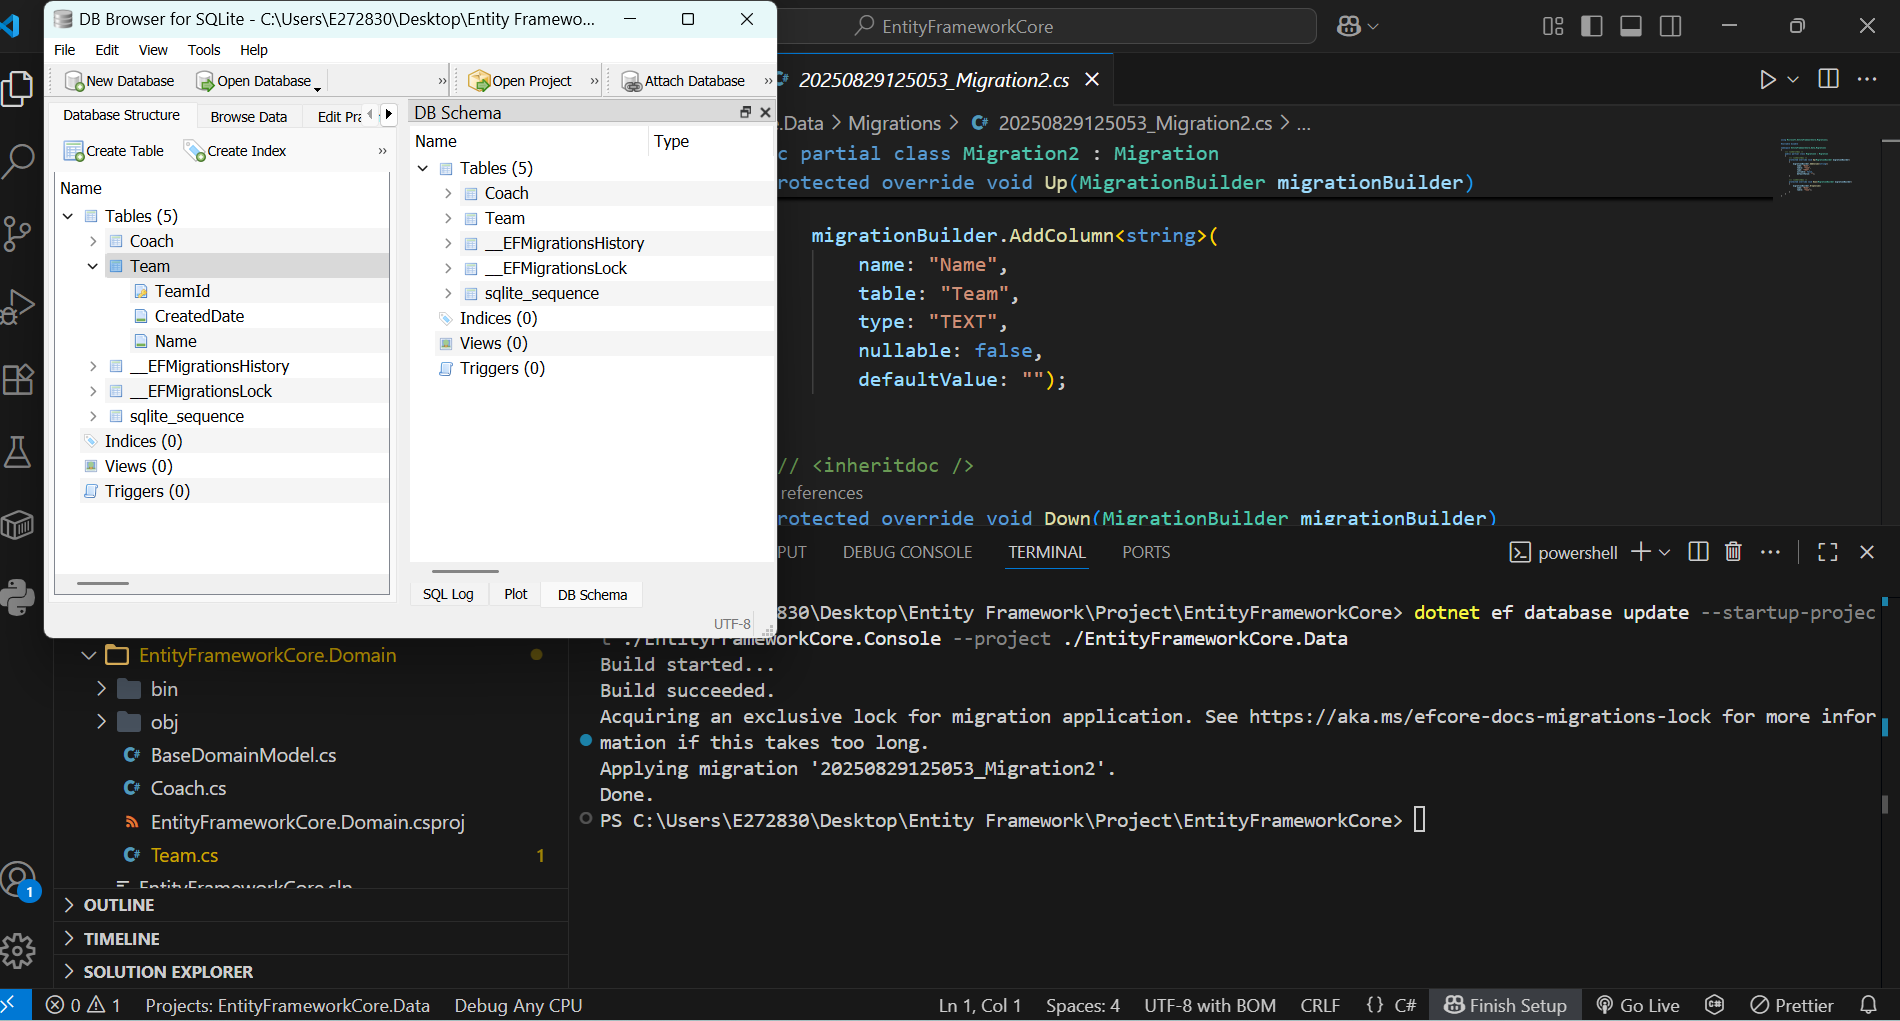 DB Browser for SQLite - C:\Users\E272830\Desktop\Entity Framewo...
File Edit View Tools Help
New Database Open Database Open Project Attach Database
Database Structure Browse Data Edit Pra
Create Table Create Index
Name
Tables (5)
Coach
Team
TeamId
CreatedDate
Name
__EFMigrationsHistory
__EFMigrationsLock
sqlite_sequence
Indices (0)
Views (0)
Triggers (0)
DB Schema
Name Type
Tables (5)
Coach
Team
__EFMigrationsHistory
__EFMigrationsLock
sqlite_sequence
Indices (0)
Views (0)
Triggers (0)
SQL Log Plot DB Schema
UTF-8
EntityFrameworkCore
20250829125053_Migration2.cs
.Data > Migrations > 20250829125053_Migration2.cs > ...
c partial class Migration2 : Migration
rotected override void Up(MigrationBuilder migrationBuilder)
migrationBuilder.AddColumn<string>(
name: "Name",
table: "Team",
type: "TEXT",
nullable: false,
defaultValue: "");
// <inheritdoc />
references
rotected override void Down(MigrationBuilder migrationBuilder)
PUT DEBUG CONSOLE TERMINAL PORTS
powershell
830\Desktop\Entity Framework\Project\EntityFrameworkCore> dotnet ef database update --startup-projec
t ./EntityFrameworkCore.Console --project ./EntityFrameworkCore.Data
Build started...
Build succeeded.
Acquiring an exclusive lock for migration application. See https://aka.ms/efcore-docs-migrations-lock for more infor
mation if this takes too long.
Applying migration '20250829125053_Migration2'.
Done.
PS C:\Users\E272830\Desktop\Entity Framework\Project\EntityFrameworkCore>
EntityFrameworkCore.Domain
bin
obj
C# BaseDomainModel.cs
C# Coach.cs
EntityFrameworkCore.Domain.csproj
C# Team.cs 1
EntityFrameworkCore.sln
OUTLINE
TIMELINE
SOLUTION EXPLORER
1
0 1 Projects: EntityFrameworkCore.Data Debug Any CPU
Ln 1, Col 1 Spaces: 4 UTF-8 with BOM CRLF {} C# Finish Setup Go Live Prettier